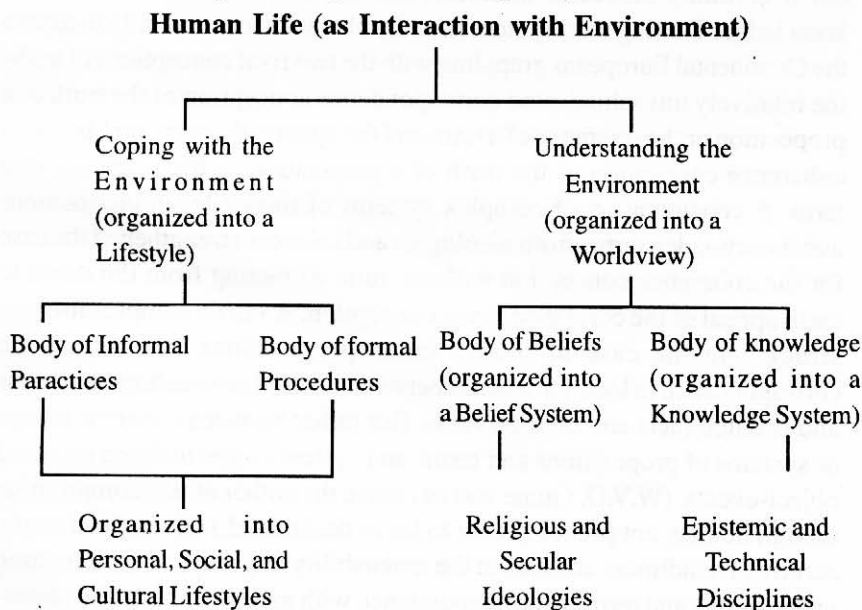 Human Life (as Interaction with Environment)
Coping with the
Environment
(organized into a
Lifestyle)
Understanding the
Environment
(organized into a
Worldview)
Body of Informal
Paractices
Body of formal
Procedures
Body of Beliefs
(organized into
a Belief System)
Body of knowledge
(organized into a
Knowledge System)
Organized into
Personal, Social, and
Cultural Lifestyles
Religious and
Secular
Ideologies
Epistemic and
Technical
Disciplines